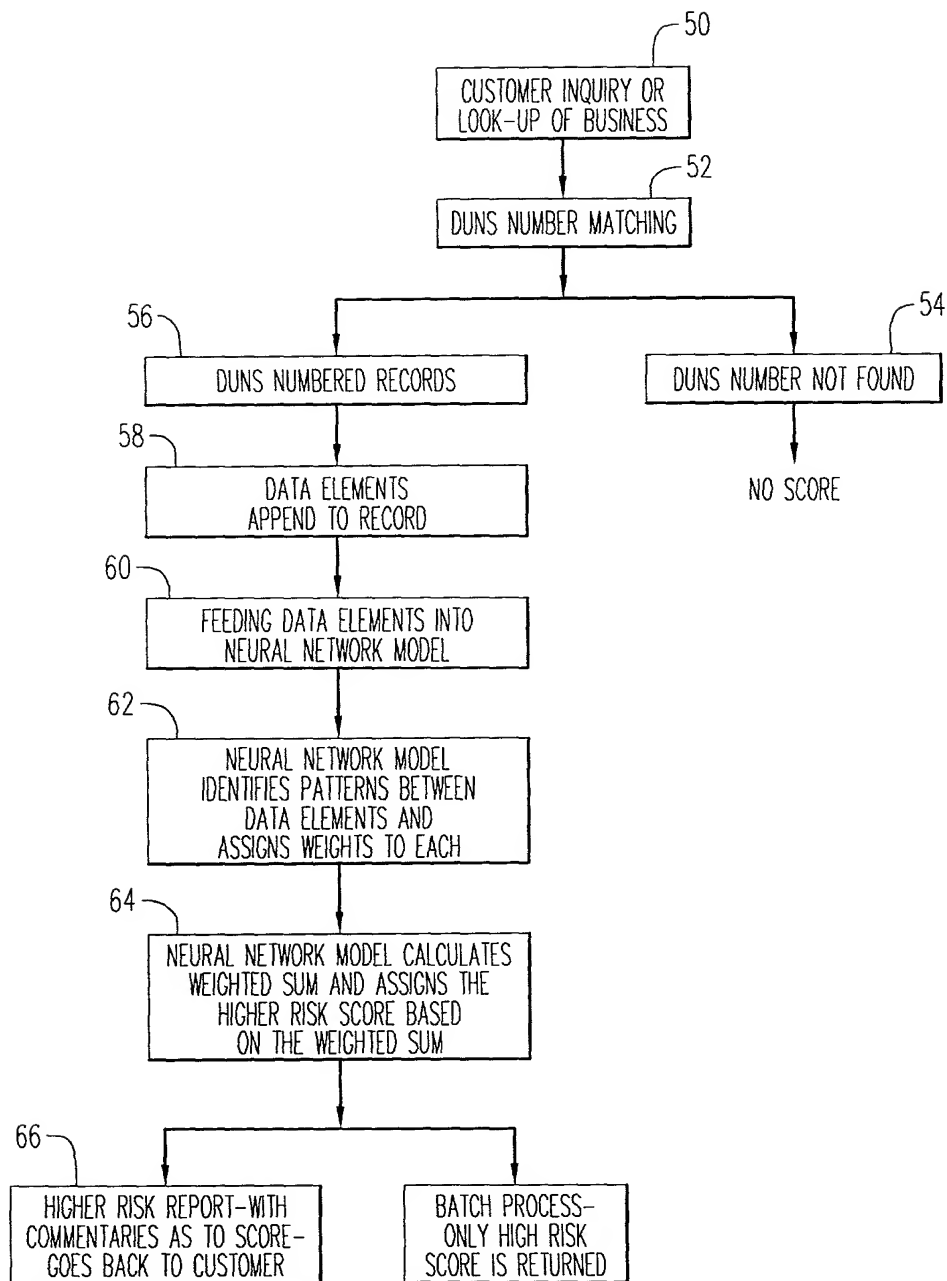 50
CUSTOMER INQUIRY OR
LOOK-UP OF BUSINESS
52
DUNS NUMBER MATCHING
56
DUNS NUMBERED RECORDS
54
DUNS NUMBER NOT FOUND
NO SCORE
58
DATA ELEMENTS
APPEND TO RECORD
60
FEEDING DATA ELEMENTS INTO
NEURAL NETWORK MODEL
62
NEURAL NETWORK MODEL
IDENTIFIES PATTERNS BETWEEN
DATA ELEMENTS AND
ASSIGNS WEIGHTS TO EACH
64
NEURAL NETWORK MODEL CALCULATES
WEIGHTED SUM AND ASSIGNS THE
HIGHER RISK SCORE BASED
ON THE WEIGHTED SUM
66
HIGHER RISK REPORT-WITH
COMMENTARIES AS TO SCORE-
GOES BACK TO CUSTOMER
BATCH PROCESS-
ONLY HIGH RISK
SCORE IS RETURNED